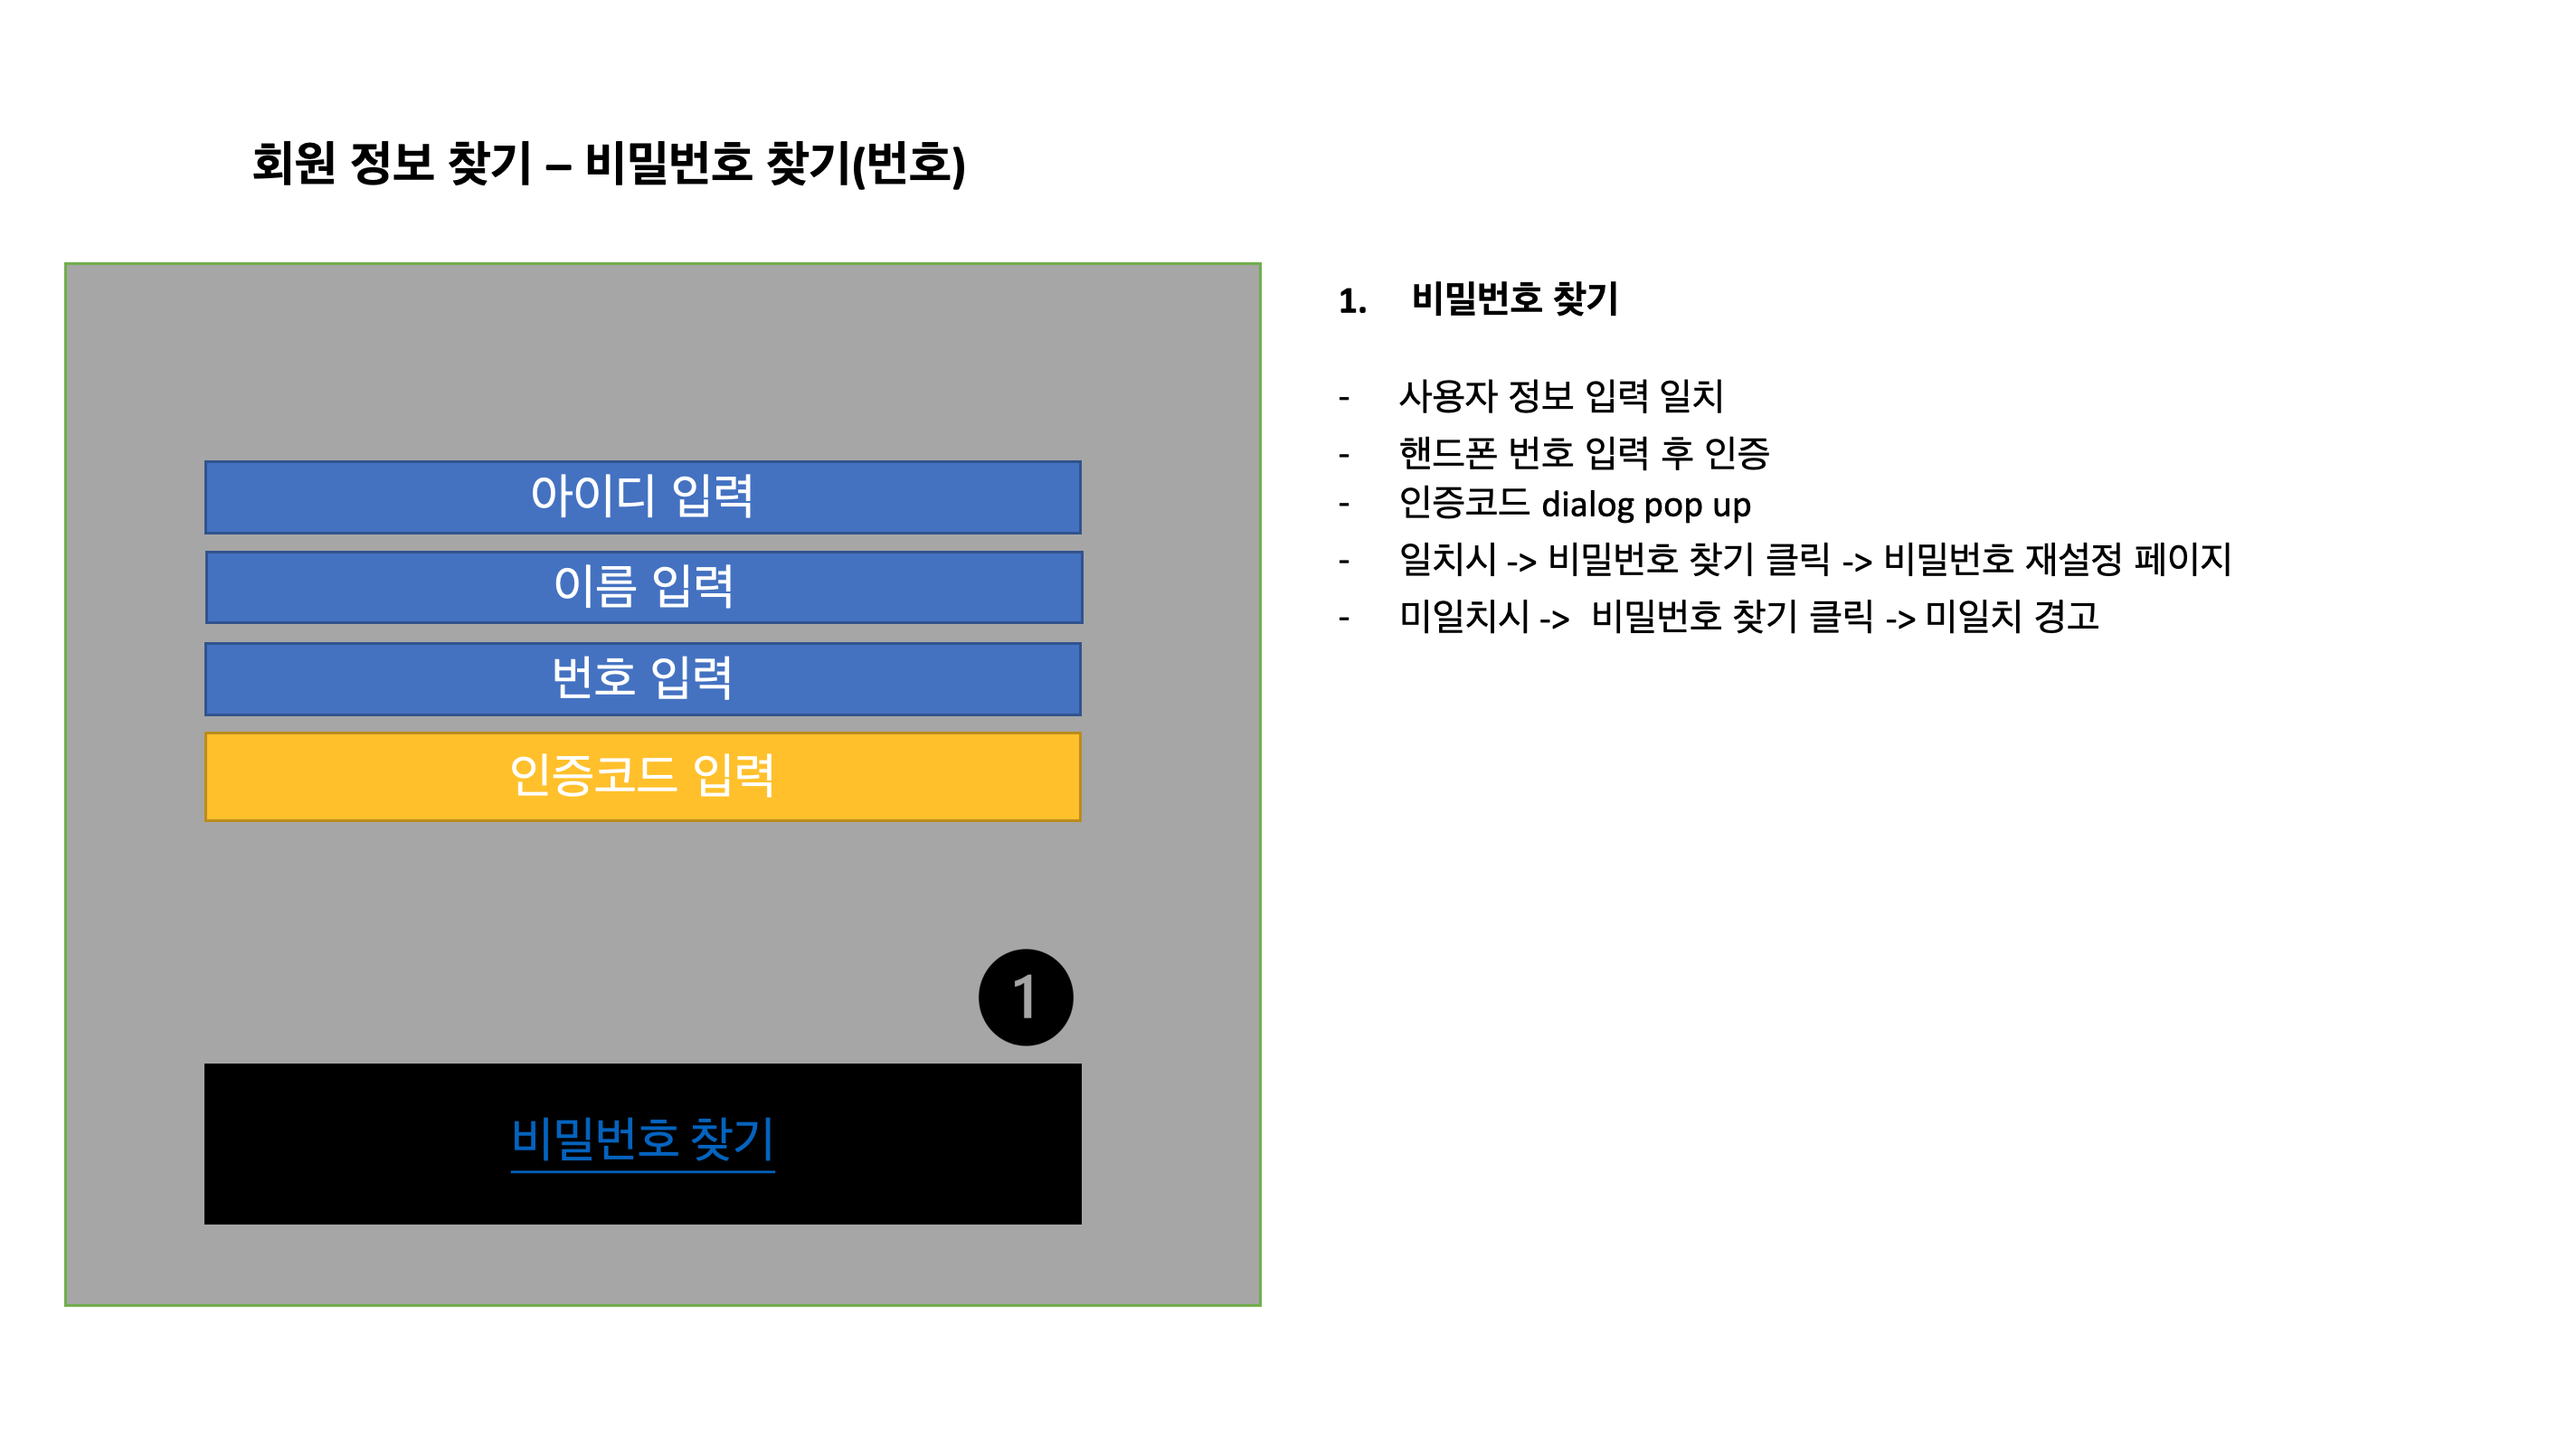 회원 정보 찾기 – 비밀번호 찾기(번호)
아이디 입력
이름 입력
번호 입력
인증코드 입력
1
비밀번호 찾기
1. 비밀번호 찾기
- 사용자 정보 입력 일치
- 핸드폰 번호 입력 후 인증
- 인증코드 dialog pop up
- 일치시 -> 비밀번호 찾기 클릭 -> 비밀번호 재설정 페이지
- 미일치시 -> 비밀번호 찾기 클릭 -> 미일치 경고